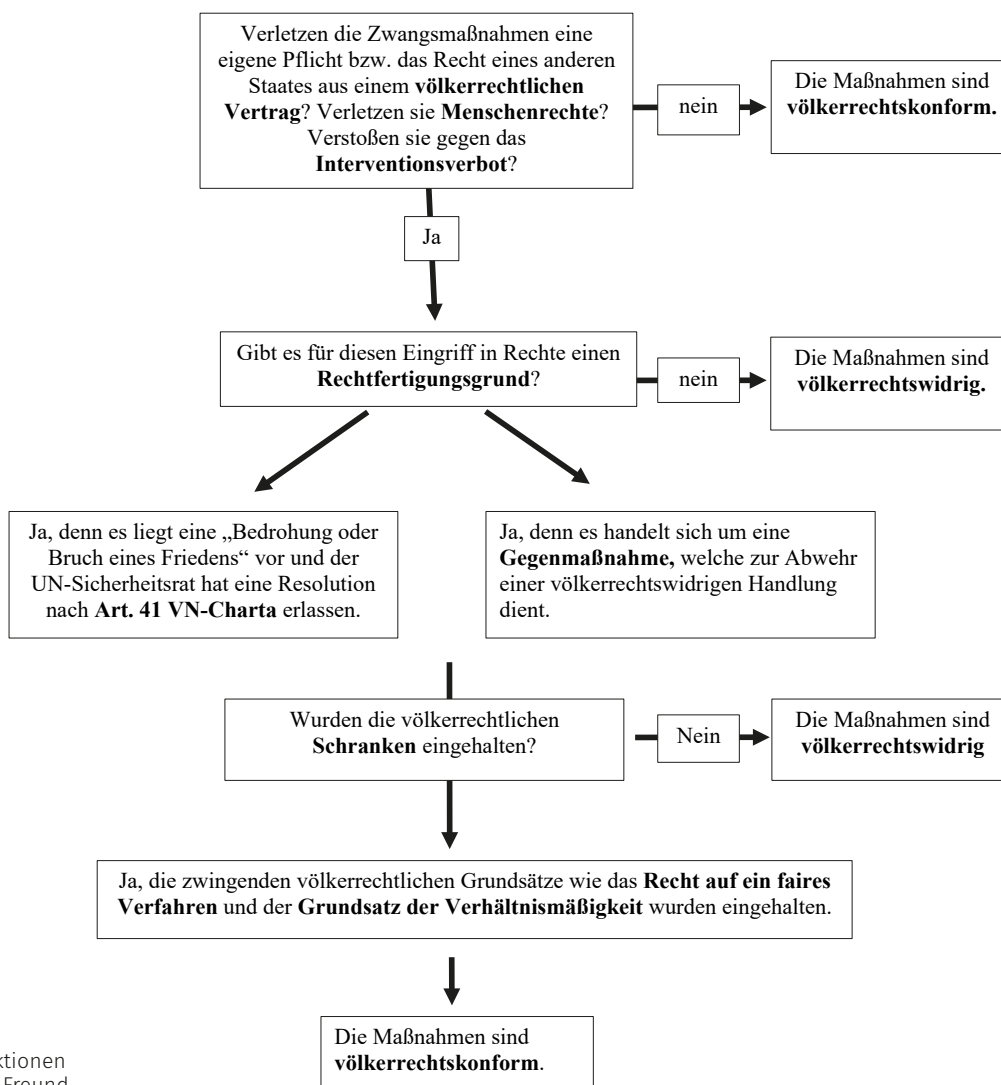 Verletzen die Zwangsmaßnahmen eine
eigene Pflicht bzw. das Recht eines anderen
Staates aus einem völkerrechtlichen
Vertrag? Verletzen sie Menschenrechte?
Verstoßen sie gegen das
Interventionsverbot?
nein
Die Maßnahmen sind
völkerrechtskonform.
Ja
Gibt es für diesen Eingriff in Rechte einen
Rechtfertigungsgrund?
nein
Die Maßnahmen sind
völkerrechtswidrig.
Ja, denn es liegt eine „Bedrohung oder
Bruch eines Friedens“ vor und der
UN-Sicherheitsrat hat eine Resolution
nach Art. 41 VN-Charta erlassen.
Ja, denn es handelt sich um eine
Gegenmaßnahme, welche zur Abwehr
einer völkerrechtswidrigen Handlung
dient.
Wurden die völkerrechtlichen
Schranken eingehalten?
Nein
Die Maßnahmen sind
völkerrechtswidrig
Ja, die zwingenden völkerrechtlichen Grundsätze wie das Recht auf ein faires
Verfahren und der Grundsatz der Verhältnismäßigkeit wurden eingehalten.
Die Maßnahmen sind
völkerrechtskonform.
ktionen